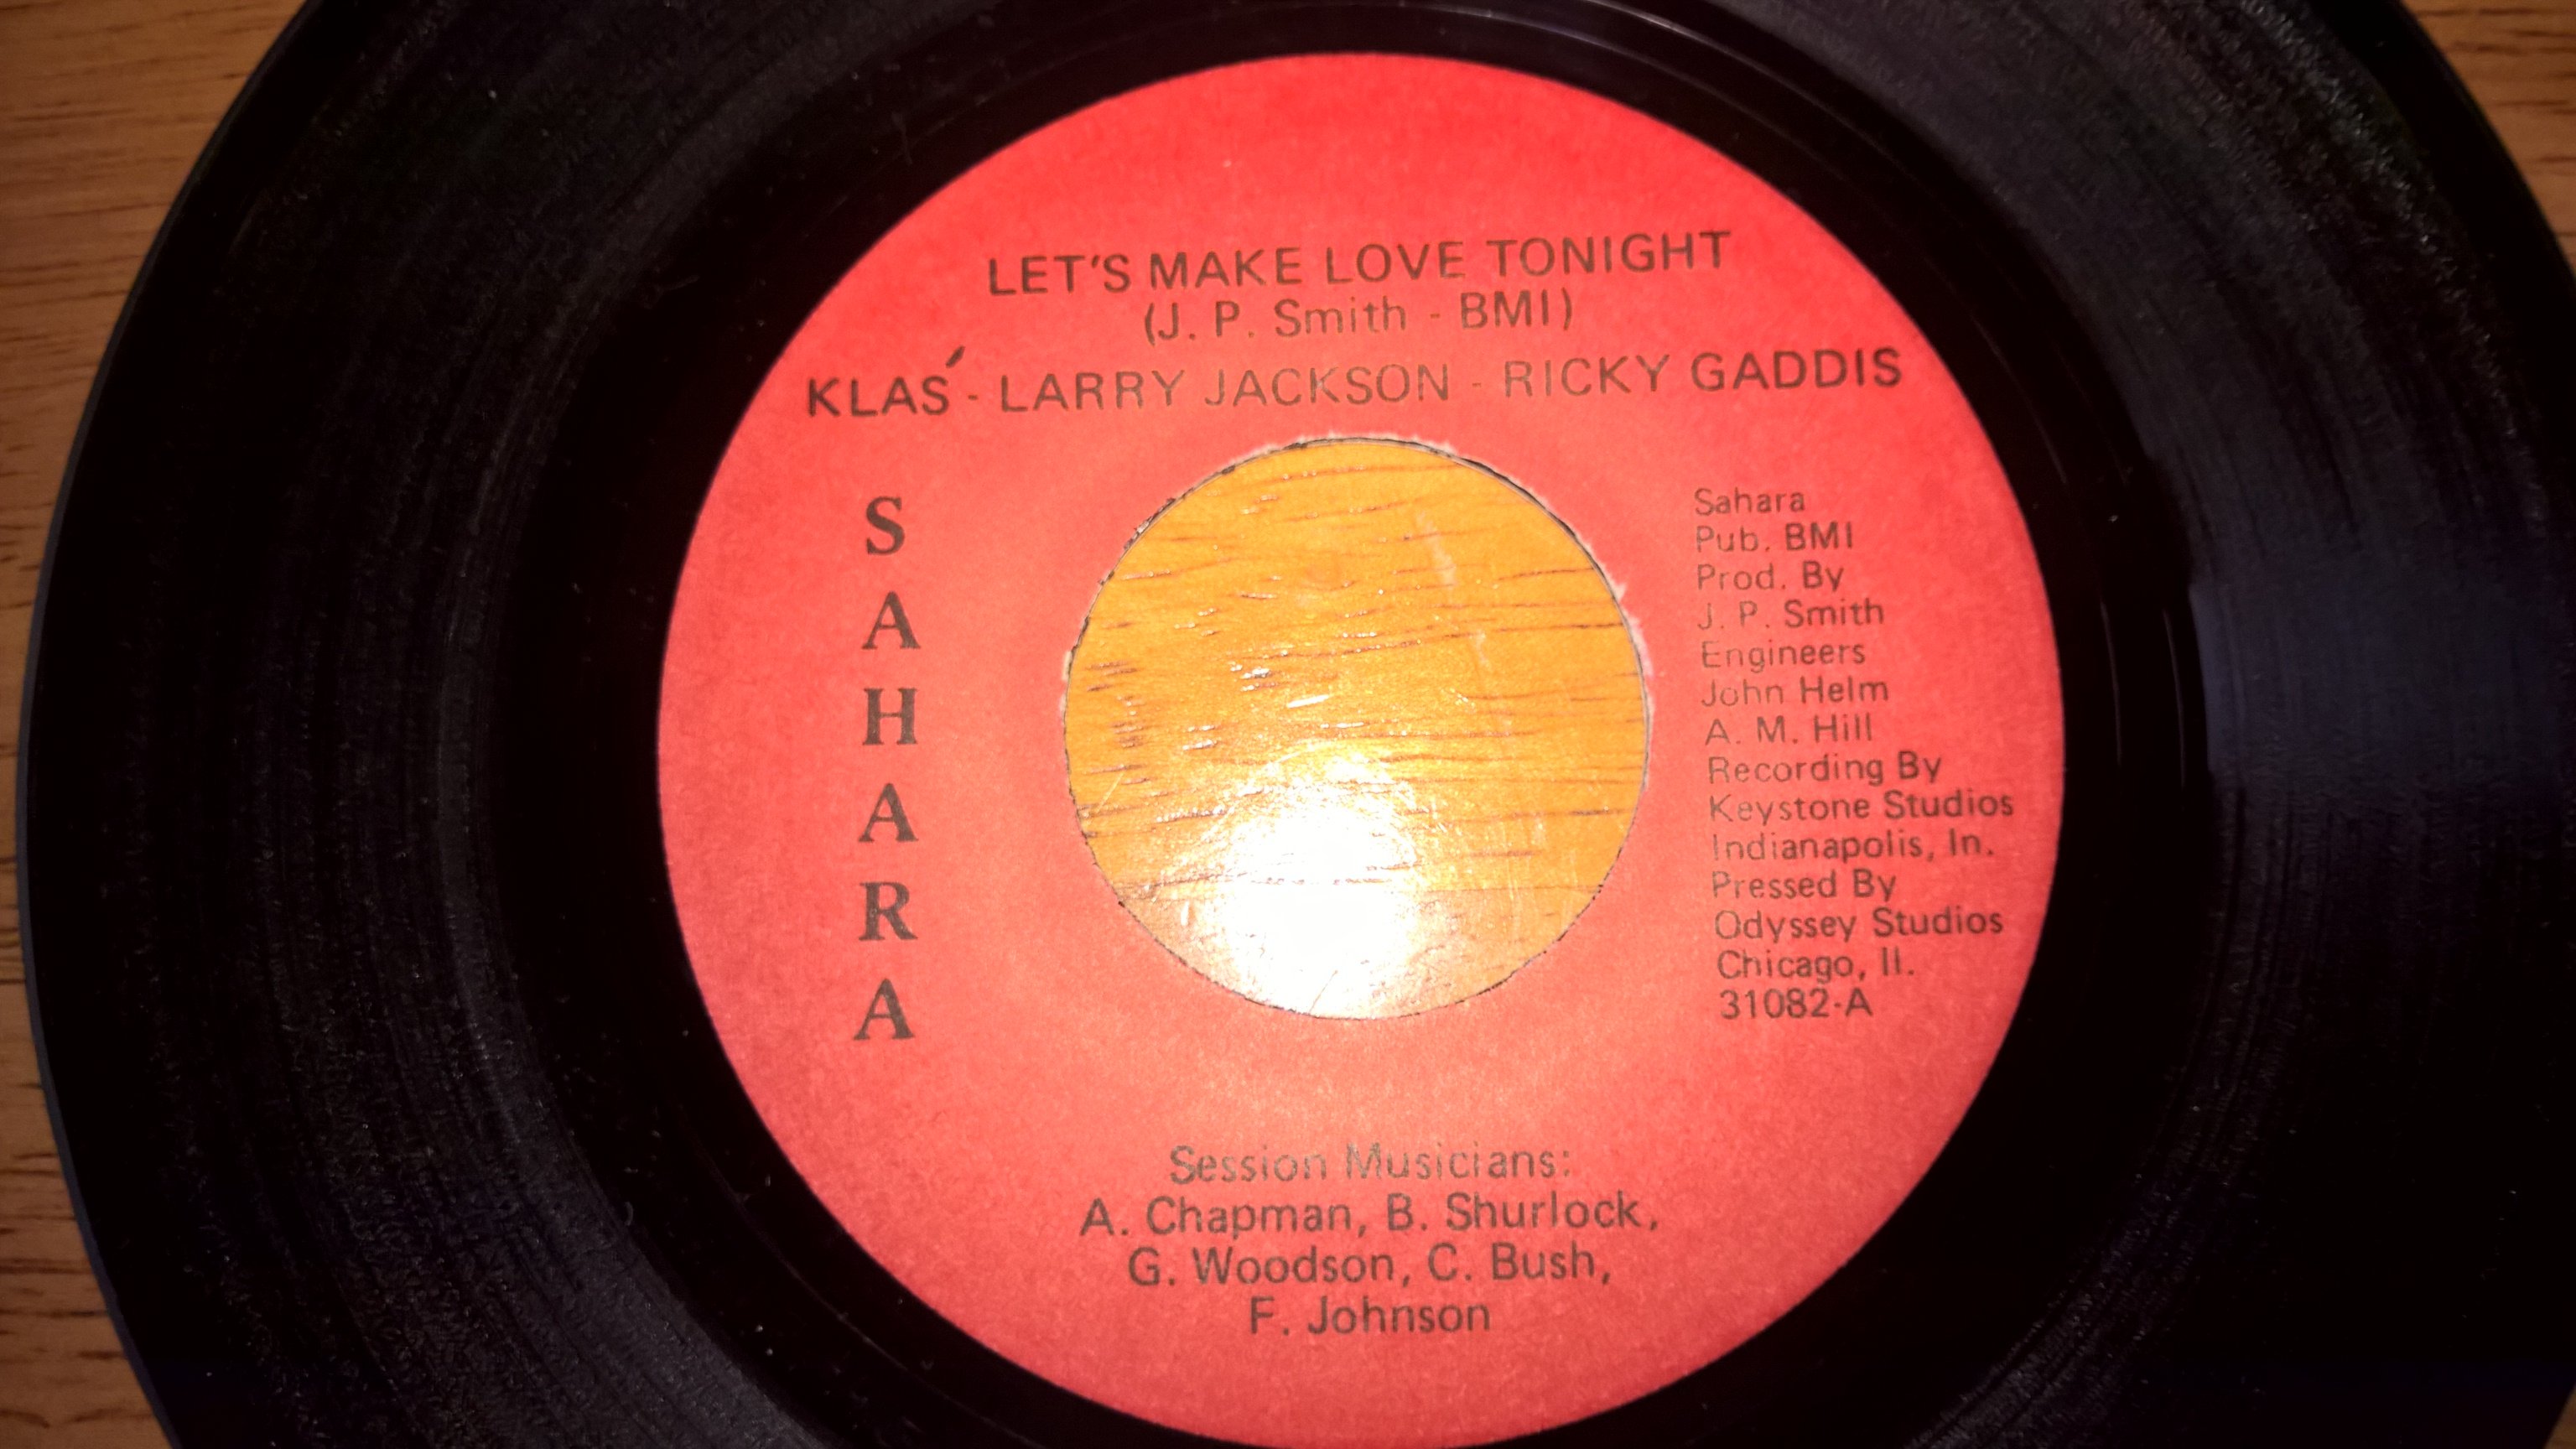 LET'S MAKE LOVE TONIGHT
(J. P. Smith - BMI)
KLAS´ - LARRY JACKSON - RICKY GADDIS
SAHARA
Sahara
Pub. BMI
Prod. By
J. P. Smith
Engineers
John Helm
A. M. Hill
Recording By
Keystone Studios
Indianapolis, In.
Pressed By
Odyssey Studios
Chicago, Il.
31082-A
Session Musicians:
A. Chapman, B. Shurlock,
G. Woodson, C. Bush,
F. Johnson